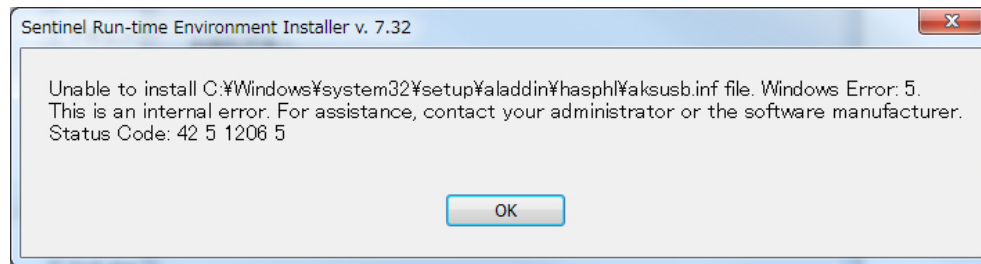 Sentinel Run-time Environment Installer v. 7.32
Unable to install C:¥Windows¥system32¥setup¥aladdin¥hasphl¥aksusb.inf file. Windows Error: 5.
This is an internal error. For assistance, contact your administrator or the software manufacturer.
Status Code: 42 5 1206 5
OK